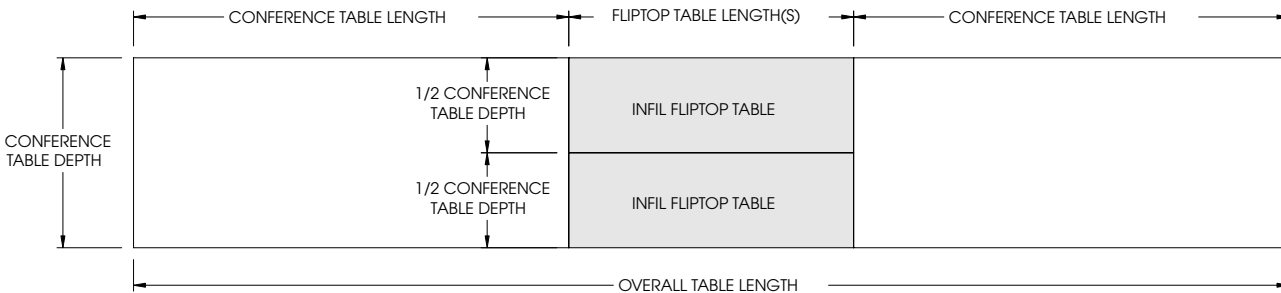 CONFERENCE TABLE LENGTH
FLIPTOP TABLE LENGTH(S)
CONFERENCE TABLE LENGTH
1/2 CONFERENCE
TABLE DEPTH
INFIL FLIPTOP TABLE
CONFERENCE
TABLE DEPTH
1/2 CONFERENCE
TABLE DEPTH
INFIL FLIPTOP TABLE
OVERALL TABLE LENGTH